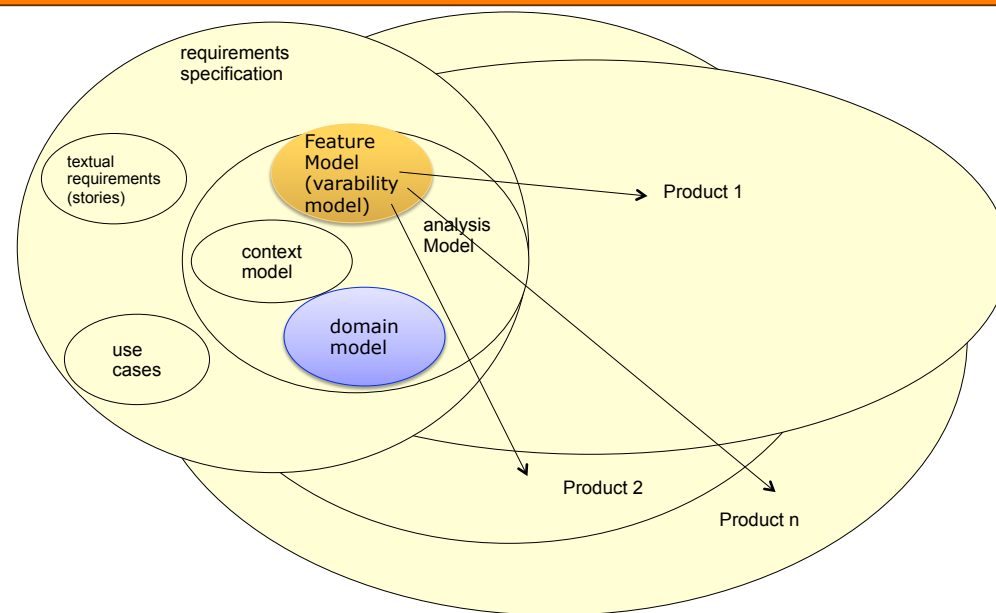 requirements
specification
textual
requirements
(stories)
Feature
Model
(varability
model)
Product 1
analysis
Model
context
model
domain
model
use
cases
Product 2
Product n